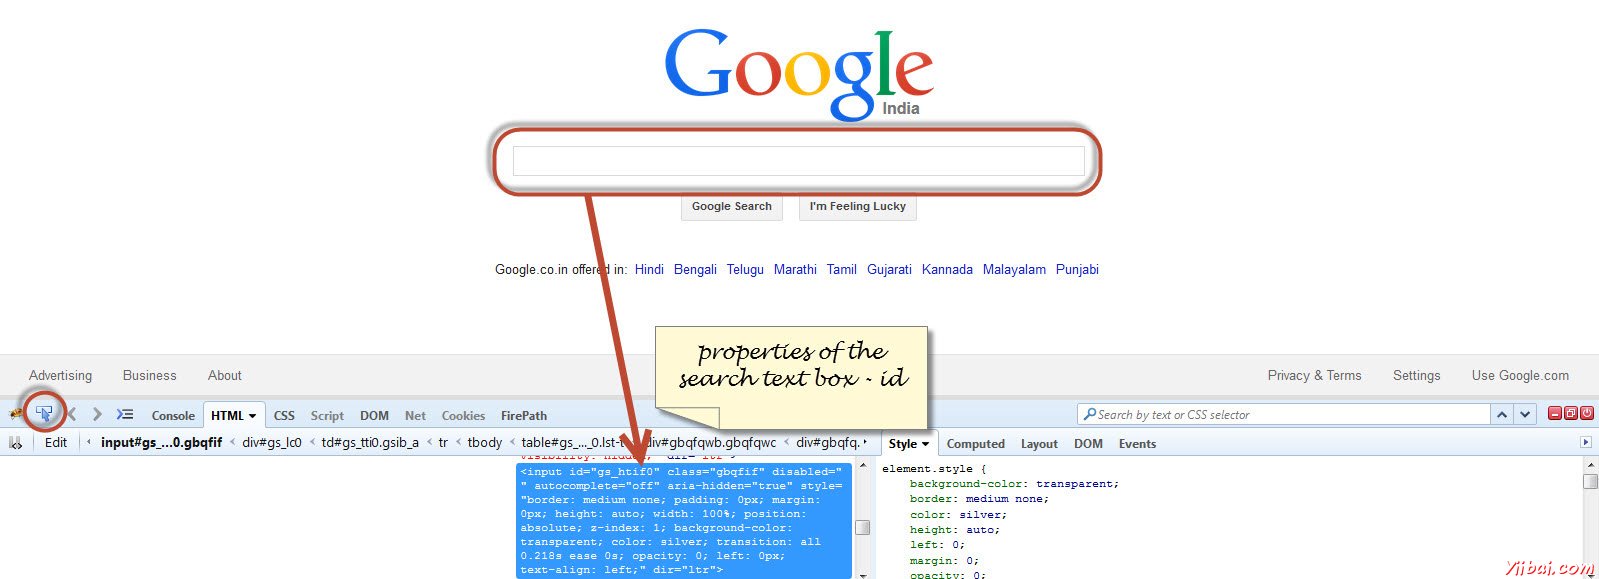 Google
India
Google Search I'm Feeling Lucky
Google.co.in offered in: Hindi Bengali Telugu Marathi Tamil Gujarati Kannada Malayalam Punjabi
properties of the
search text box - id
Advertising Business About Privacy & Terms Settings Use Google.com
Console HTML CSS Script DOM Net Cookies FirePath Search by text or CSS selector
Edit input#gs_...0.gbqfif < div#gs_lc0 < td#gs_tti0.gsib_a < tr < tbody < table#gs_..._0.lst-t div#gbqfqwb.gbqfqwc < div#gbqfq. Style Computed Layout DOM Events
visibility: hidden;" dir="ltr">
<input id="gs_htif0" class="gbqfif" disabled="
" autocomplete="off" aria-hidden="true" style=
"border: medium none; padding: 0px; margin:
0px; height: auto; width: 100%; position:
absolute; z-index: 1; background-color:
transparent; color: silver; transition: all
0.218s ease 0s; opacity: 0; left: 0px;
text-align: left;" dir="ltr">
element.style {
background-color: transparent;
border: medium none;
color: silver;
height: auto;
left: 0;
margin: 0;
opacity: 0;
Yiibai.com